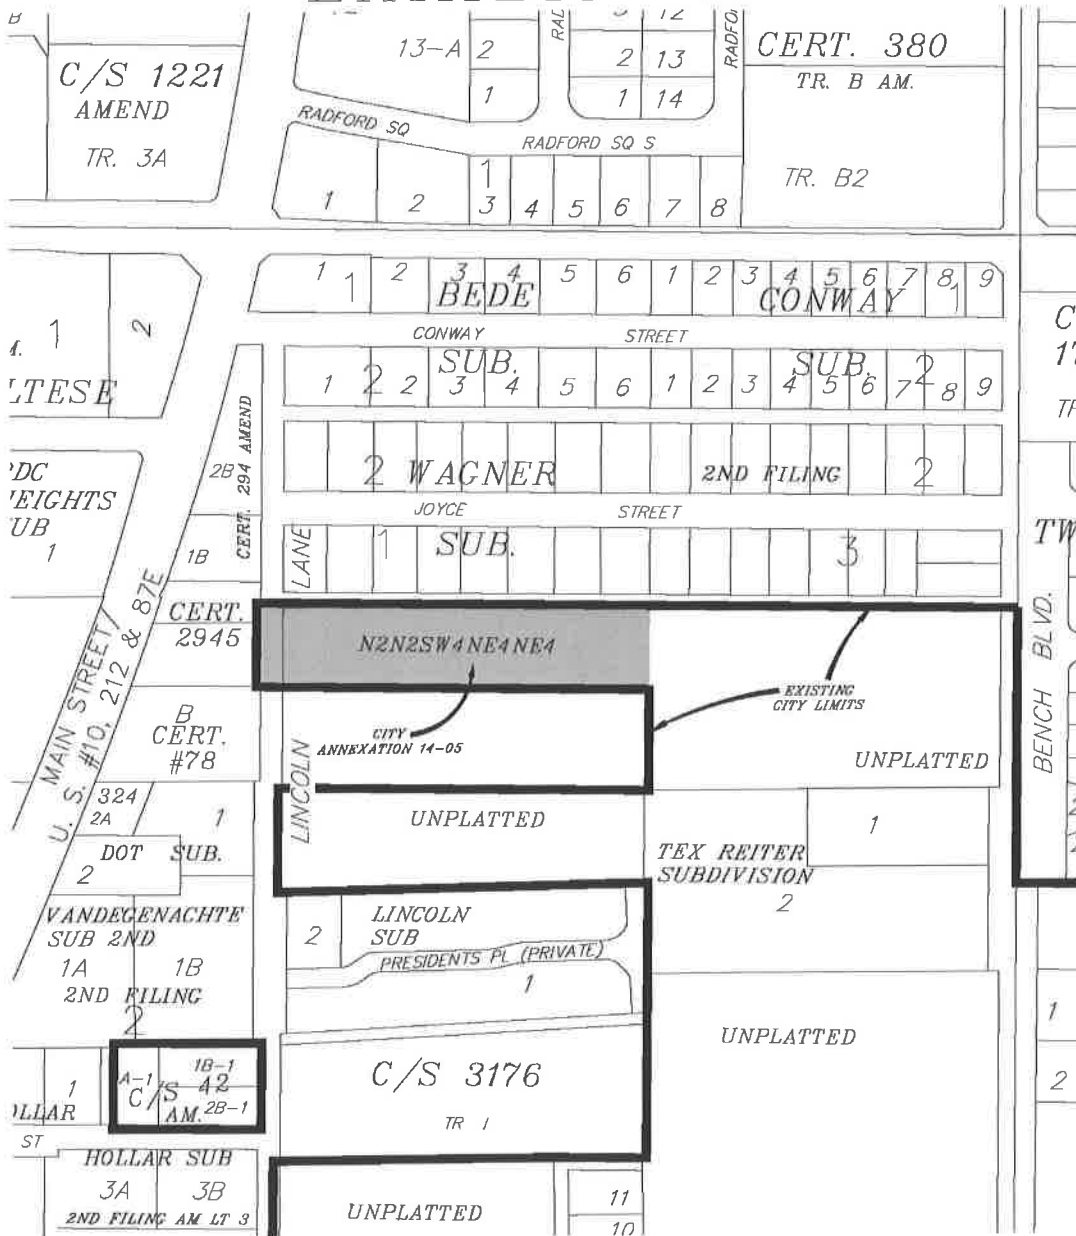 C/S 1221
AMEND
TR. 3A
13-A
2
1
2
13
1
14
12
CERT. 380
TR. B AM.
TR. B2
RADFORD SQ
RADFORD SQ S
1
2
1
3
4
5
6
7
8
1
1
2
3
4
5
6
1
2
3
4
5
6
7
8
1
9
BEDE
CONWAY
CONWAY STREET
SUB.
SUB.
1
2
2
3
4
5
6
1
2
3
4
5
6
7
2
8
9
1
2
LTESE
2B
CERT. 294 AMEND
2
WAGNER
2ND FILING
2
JOYCE STREET
1
SUB.
3
1
1B
LANE
CERT.
2945
MAIN STREET/
U. S. #10, 212 & 87E
N2N2SW4NE4NE4
CITY
ANNEXATION 14-05
EXISTING
CITY LIMITS
UNPLATTED
BENCH BLVD.
B
CERT.
#78
LINCOLN
324
2A
1
DOT SUB.
2
UNPLATTED
1
TEX REITER
SUBDIVISION
2
VANDEGENACHTE
SUB 2ND
1A
1B
2ND FILING
2
2
LINCOLN
SUB
PRESIDENTS PL (PRIVATE)
1
UNPLATTED
1
2
1
A-1
1B-1
C/S 42
AM. 2B-1
C/S 3176
TR 1
ST
HOLLAR SUB
3A
3B
2ND FILING AM LT 3
UNPLATTED
11
10